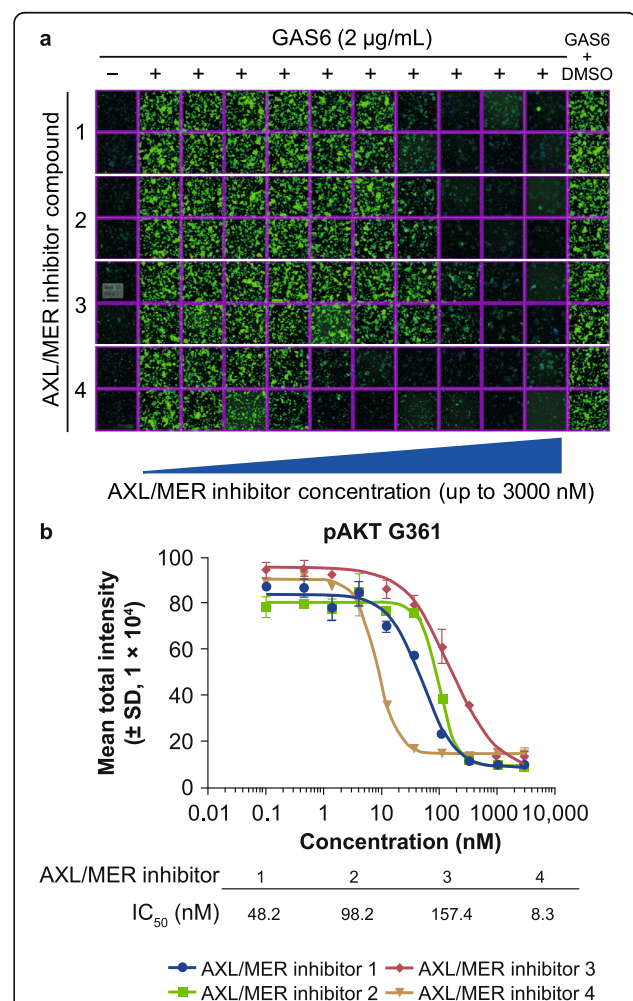 a
GAS6 (2 µg/mL)
GAS6
+
DMSO
− + + + + + + + + + +
AXL/MER inhibitor compound
1
2
3
4
AXL/MER inhibitor concentration (up to 3000 nM)
b
pAKT G361
Mean total intensity
(± SD, 1 × 10⁴)
100
80
60
40
20
0
0.01 0.1 1 10 100 1000 10,000
Concentration (nM)
AXL/MER inhibitor 1 2 3 4
IC₅₀ (nM) 48.2 98.2 157.4 8.3
AXL/MER inhibitor 1 AXL/MER inhibitor 3
AXL/MER inhibitor 2 AXL/MER inhibitor 4